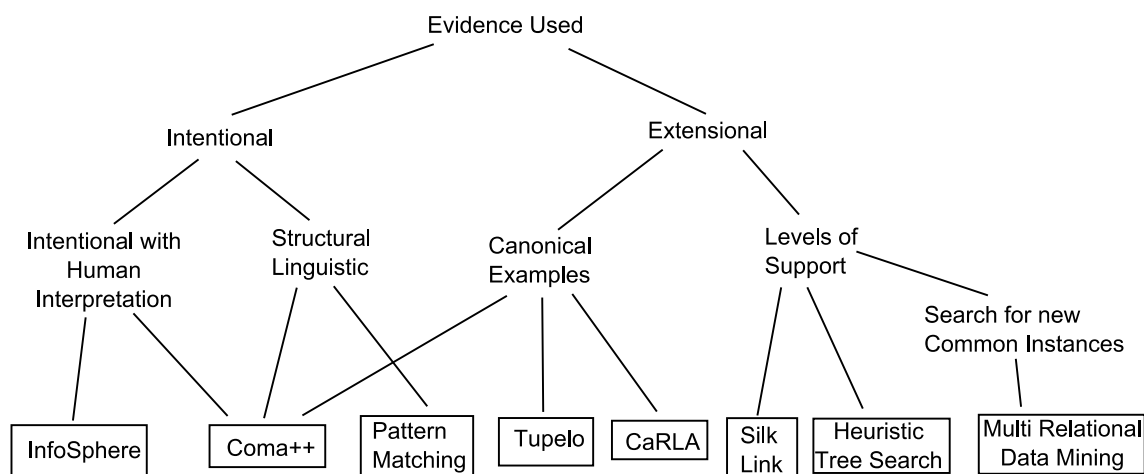 Evidence Used
Intentional
Extensional
Intentional with
Human
Interpretation
Structural
Linguistic
Canonical
Examples
Levels of
Support
Search for new
Common Instances
InfoSphere
Coma++
Pattern
Matching
Tupelo
CaRLA
Silk
Link
Heuristic
Tree Search
Multi Relational
Data Mining